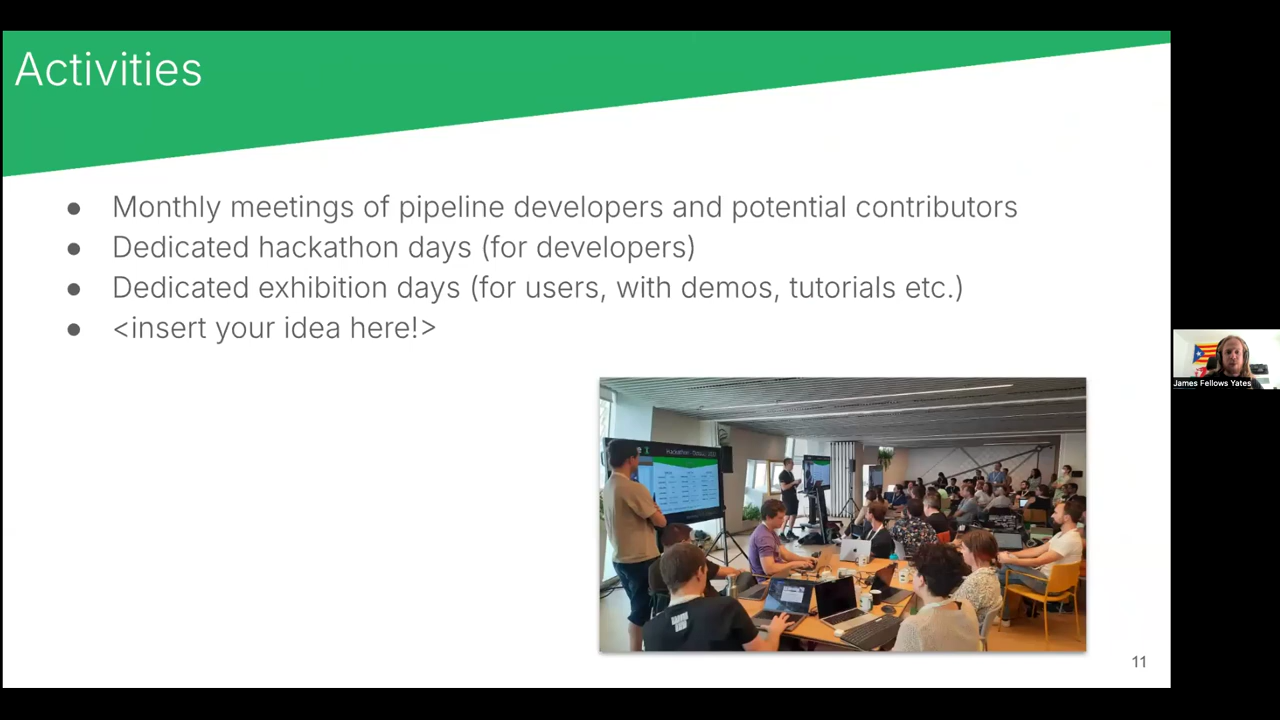 Activities
● Monthly meetings of pipeline developers and potential contributors
● Dedicated hackathon days (for developers)
● Dedicated exhibition days (for users, with demos, tutorials etc.)
● <insert your idea here!>
James Fellows Yates
11